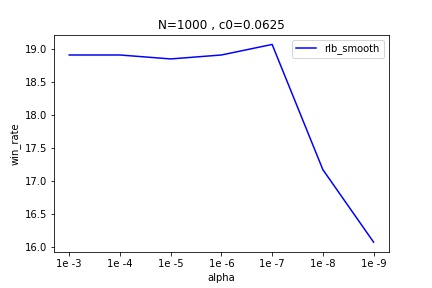 N=1000 , c0=0.0625
rlb_smooth
win_rate
19.0
18.5
18.0
17.5
17.0
16.5
16.0
1e-3 1e-4 1e-5 1e-6 1e-7 1e-8 1e-9
alpha